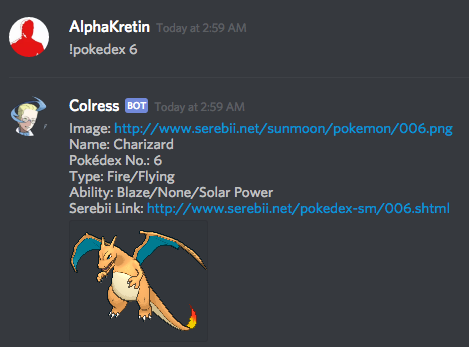 AlphaKretin Today at 2:59 AM
!pokedex 6
Colress BOT Today at 2:59 AM
Image: http://www.serebii.net/sunmoon/pokemon/006.png
Name: Charizard
Pokédex No.: 6
Type: Fire/Flying
Ability: Blaze/None/Solar Power
Serebii Link: http://www.serebii.net/pokedex-sm/006.shtml